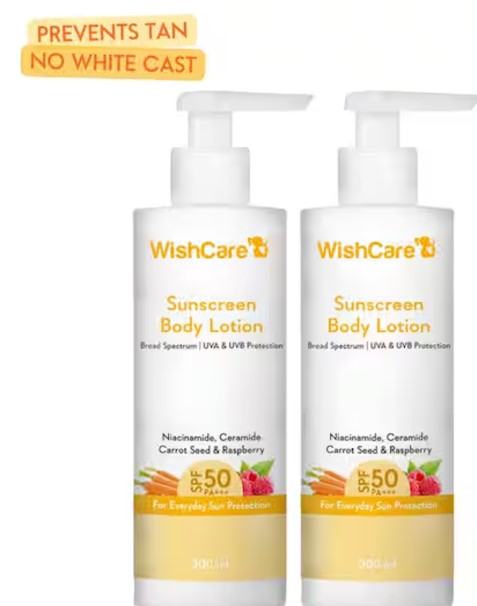 PREVENTS TAN
NO WHITE CAST
WishCare
Sunscreen
Body Lotion
Broad Spectrum | UVA & UVB Protection
Niacinamide, Ceramide
Carrot Seed & Raspberry
SPF 50
PA+++
For Everyday Sun Protection
200 ml
WishCare
Sunscreen
Body Lotion
Broad Spectrum | UVA & UVB Protection
Niacinamide, Ceramide
Carrot Seed & Raspberry
SPF 50
PA+++
For Everyday Sun Protection
200 ml